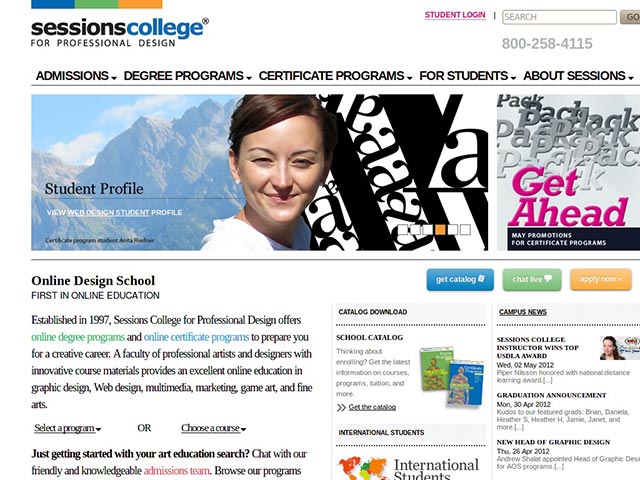 sessionscollege®
FOR PROFESSIONAL DESIGN
STUDENT LOGIN | SEARCH GO
800-258-4115
ADMISSIONS | DEGREE PROGRAMS | CERTIFICATE PROGRAMS | FOR STUDENTS | ABOUT SESSIONS
Student Profile
VIEW WEB DESIGN STUDENT PROFILE
Certificate program student Anita Riedner
Pack
Get
Ahead
MAY PROMOTIONS
FOR CERTIFICATE PROGRAMS
Online Design School
FIRST IN ONLINE EDUCATION
get catalog
chat live
apply now »
Established in 1997, Sessions College for Professional Design offers
online degree programs and online certificate programs to prepare you
for a creative career. A faculty of professional artists and designers with
innovative course materials provides an excellent online education in
graphic design, Web design, multimedia, marketing, game art, and fine
arts.
Select a program OR Choose a course
Just getting started with your art education search? Chat with our
friendly and knowledgeable admissions team. Browse our programs
CATALOG DOWNLOAD
SCHOOL CATALOG
Thinking about
enrolling? Get the latest
information on courses,
programs, tuition, and
more.
Get the catalog
INTERNATIONAL STUDENTS
International
Students
CAMPUS NEWS
SESSIONS COLLEGE
INSTRUCTOR WINS TOP
USDLA AWARD
Wed, 02 May 2012
Piper Nilsson honored with national distance
learning award.[...]
GRADUATION ANNOUNCEMENT
Mon, 30 Apr 2012
Kudos to our featured grads: Brian, Daniela,
Heather S, Heather H, Jamie, Janet, and
more.[...]
NEW HEAD OF GRAPHIC DESIGN
Thu, 26 Apr 2012
Andrew Shalat appointed Head of Graphic Design
for AOS programs.[...]